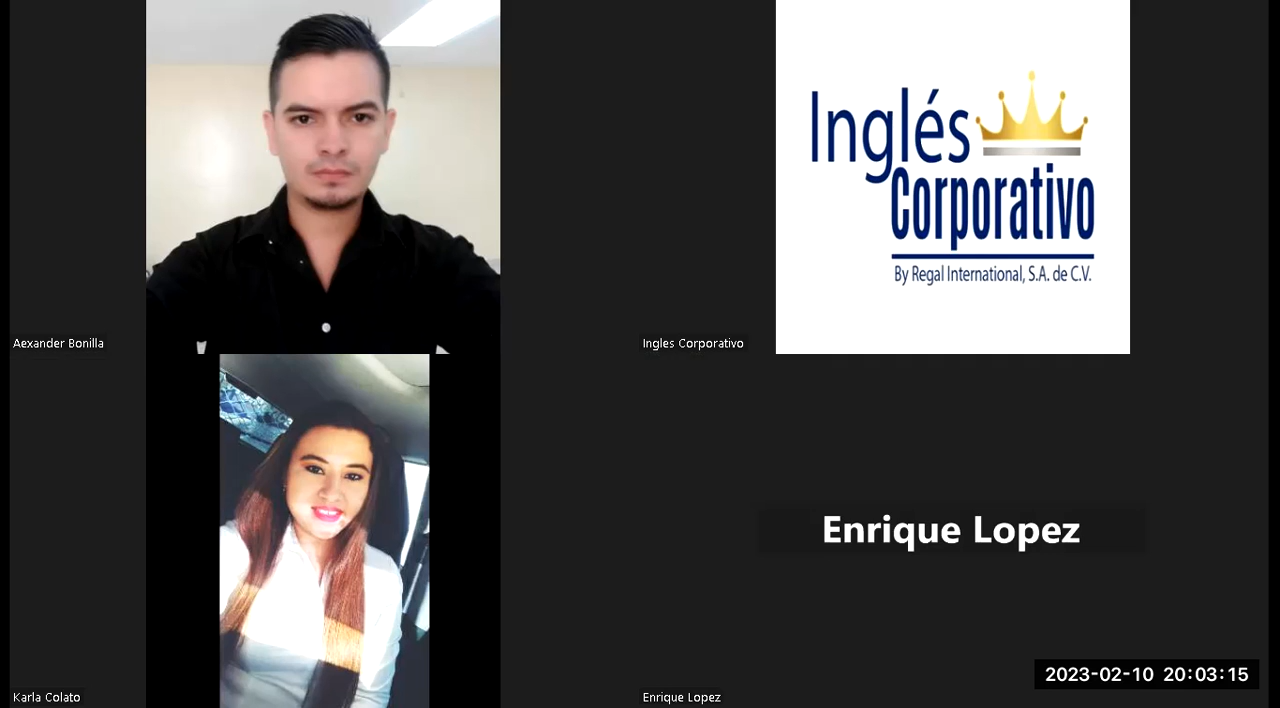 Inglés
Corporativo
By Regal International, S.A. de C.V.
Aexander Bonilla
Ingles Corporativo
Enrique Lopez
Karla Colato
Enrique Lopez
2023-02-10 20:03:15